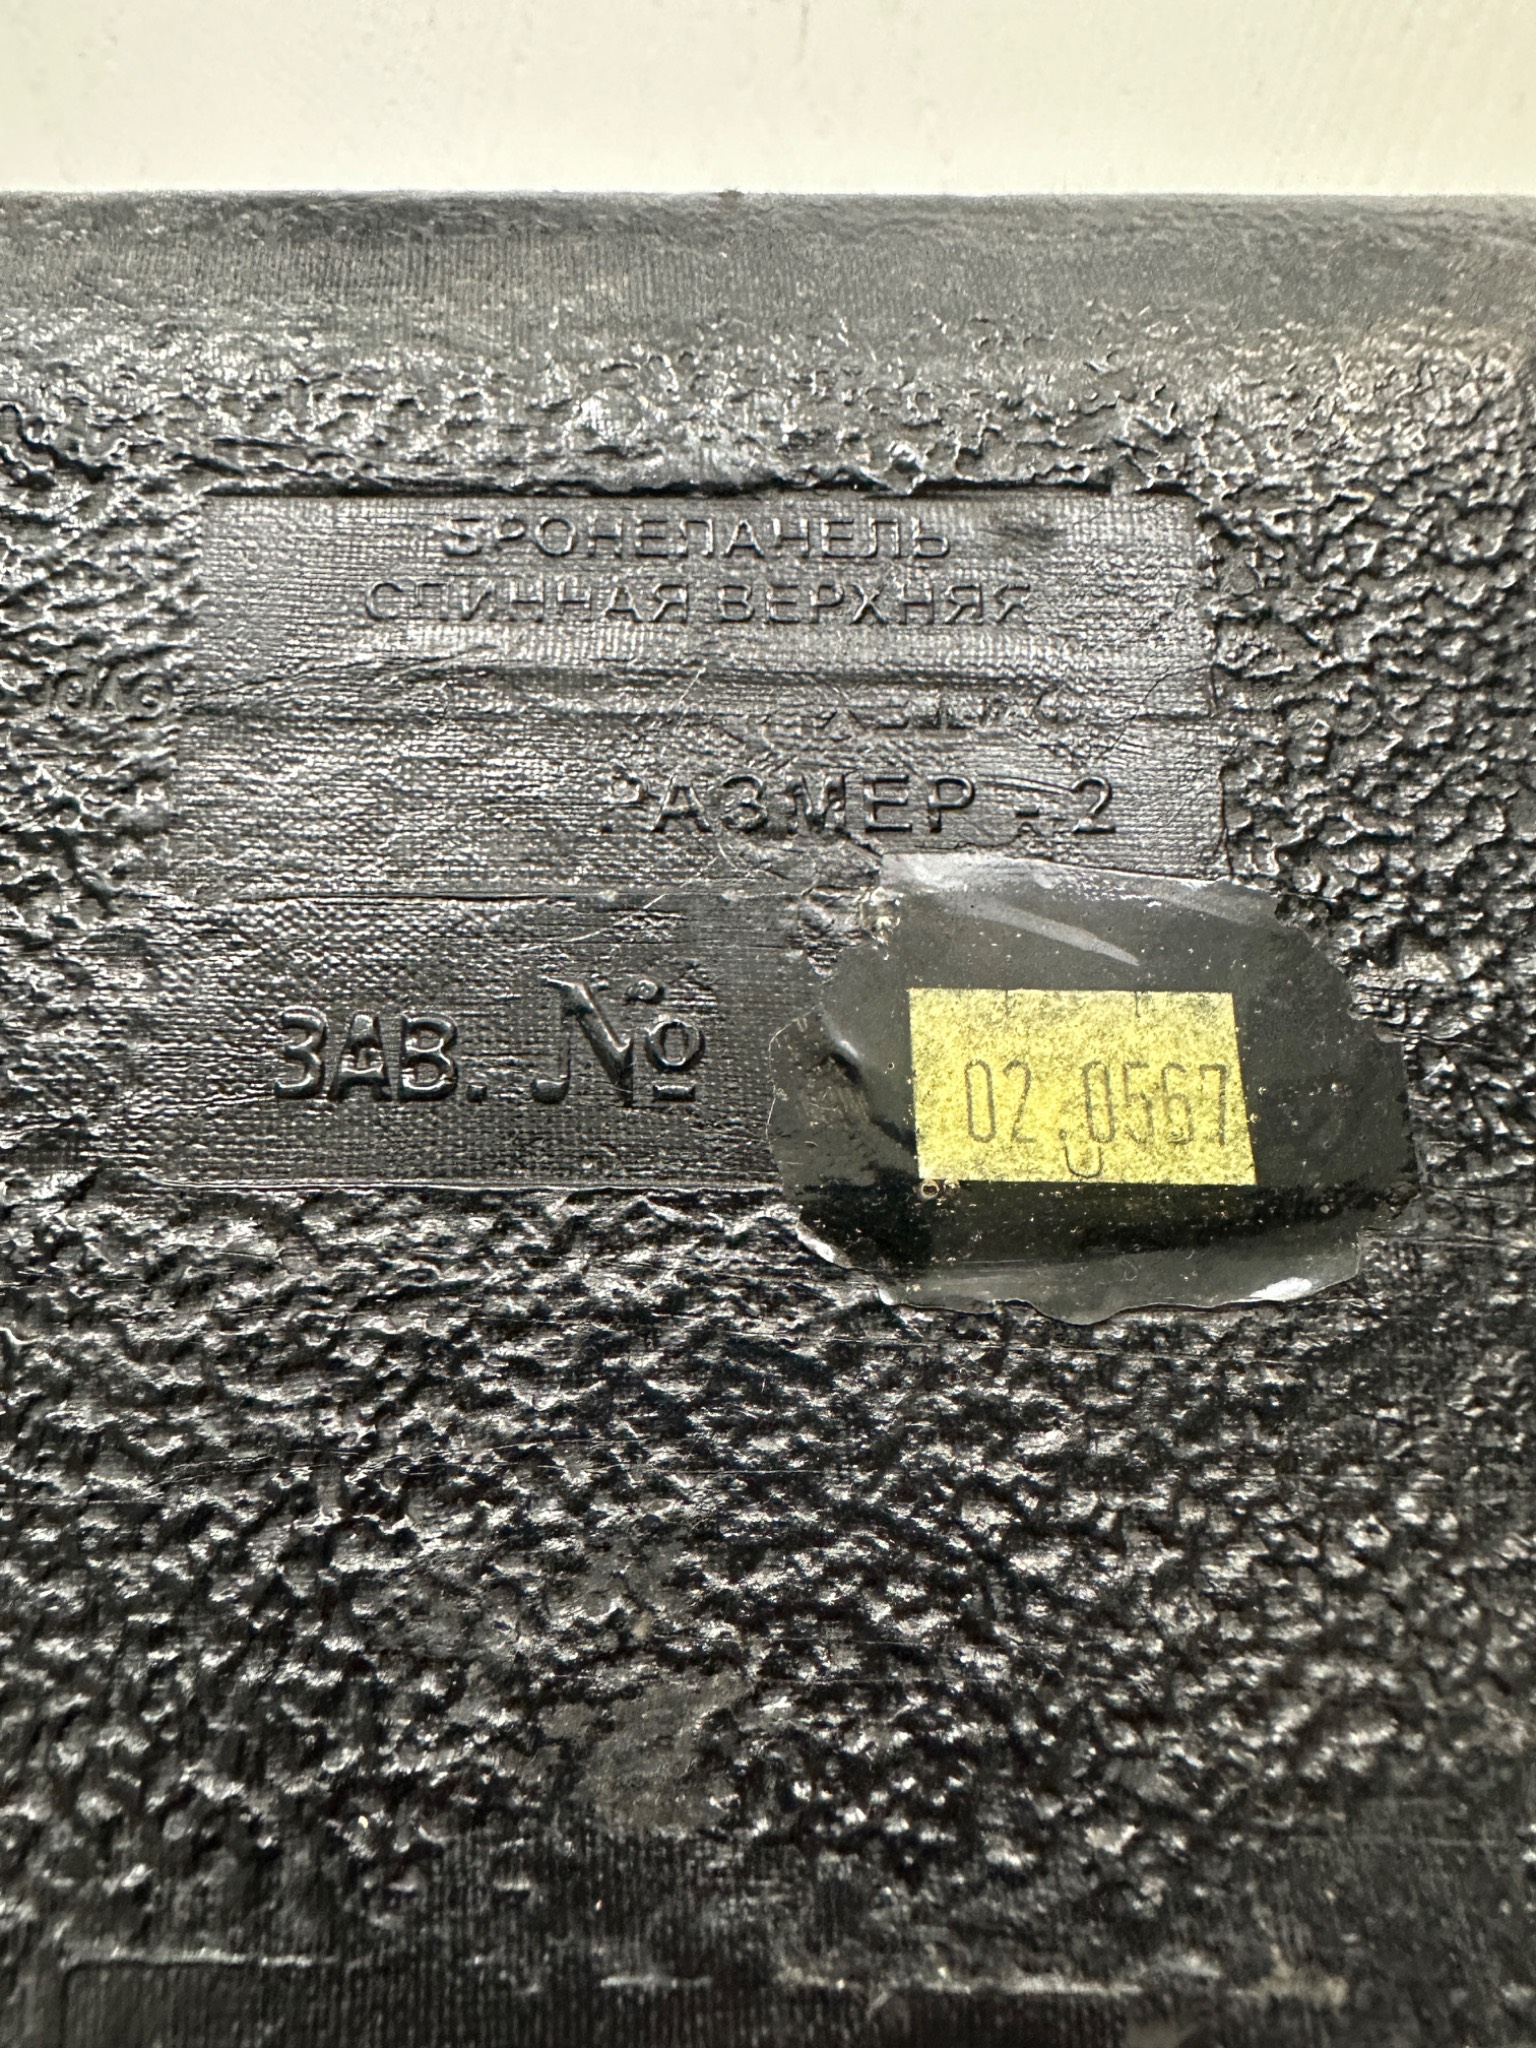 БРОНЕПАНЕЛЬ
СПИННАЯ ВЕРХНЯЯ
РАЗМЕР - 2
ЗАВ. № 02.0567